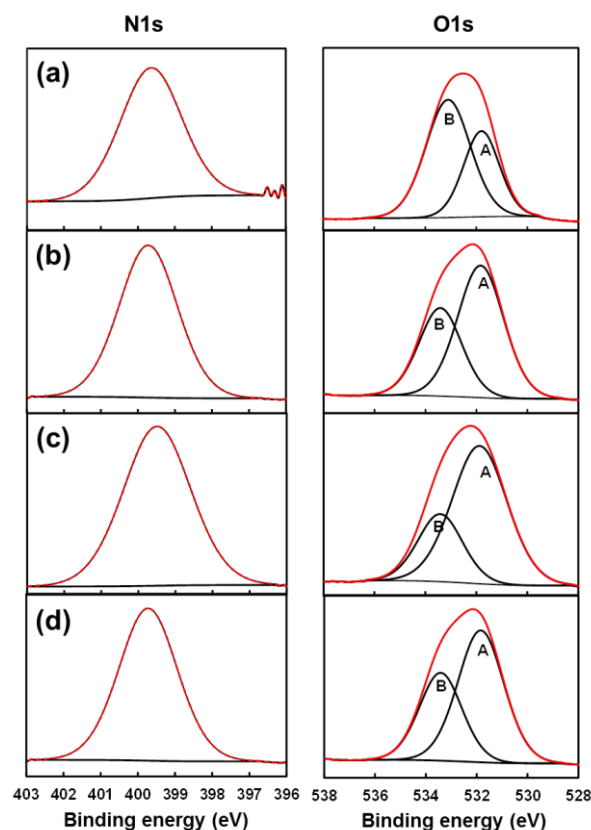 N1s O1s
(a) B A
(b) B A
(c) B A
(d) B A
403 402 401 400 399 398 397 396 538 536 534 532 530 528
Binding energy (eV) Binding energy (eV)